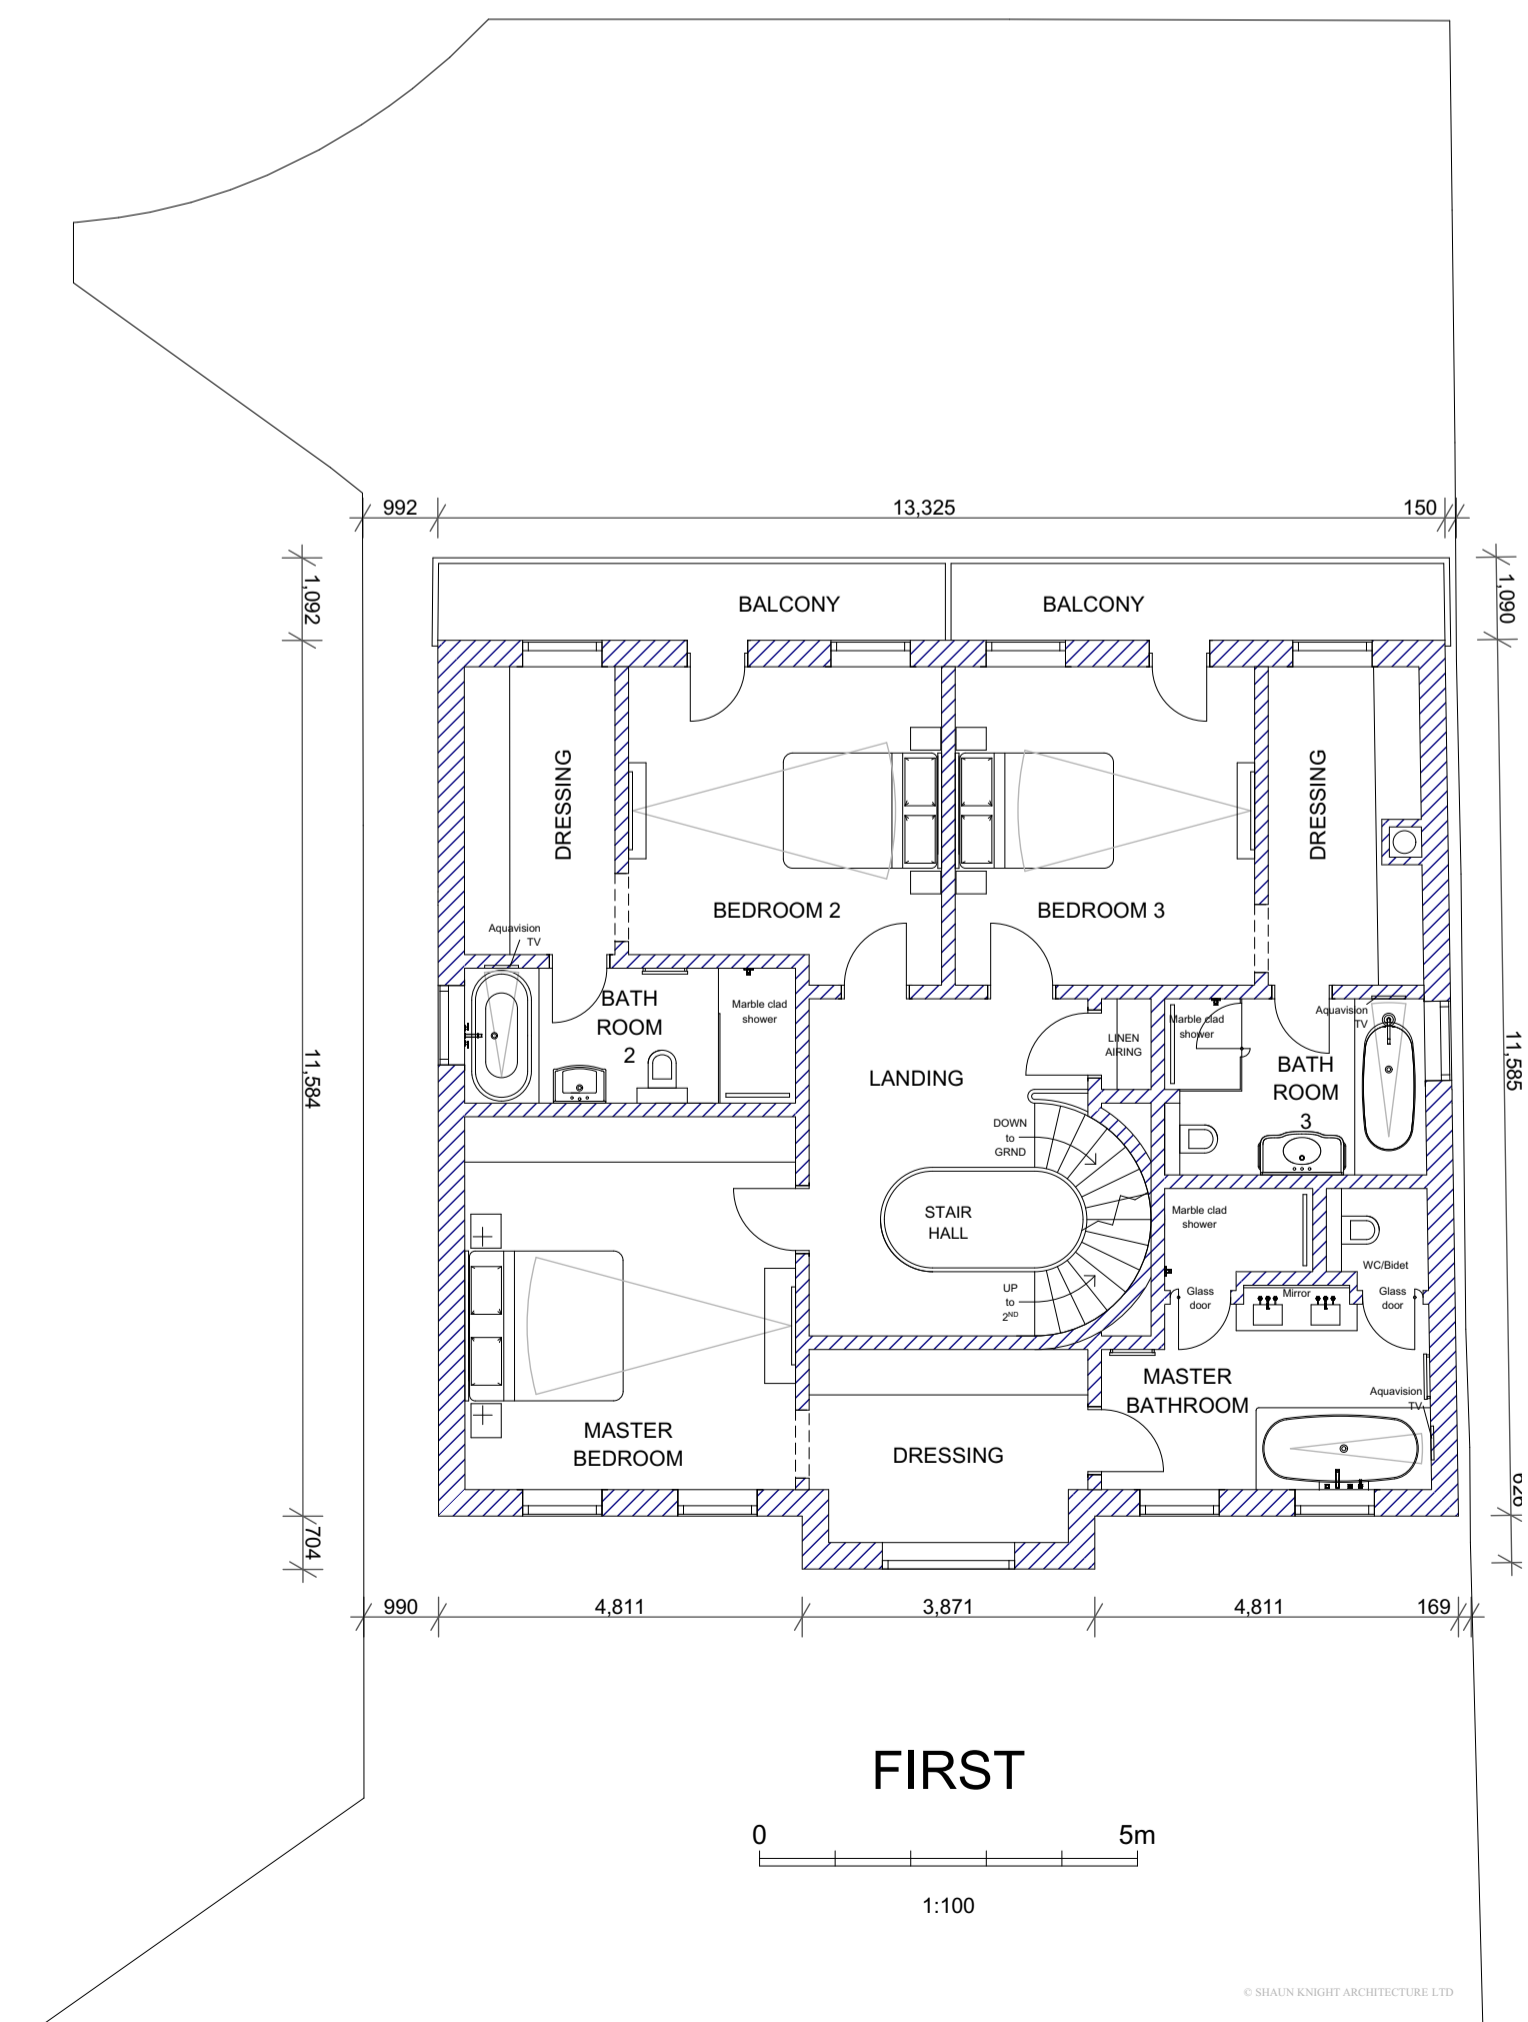 992
13,325
150
1,092
1,090
BALCONY
BALCONY
DRESSING
DRESSING
BEDROOM 2
BEDROOM 3
Aquavision
TV
BATH
ROOM
2
Marble clad
shower
LANDING
LINEN
AIRING
Marble clad
shower
Aquavision
TV
BATH
ROOM
3
11,584
11,585
DOWN
to
GRND
STAIR
HALL
UP
to
2ND
Marble clad
shower
WC/Bidet
Glass
door
Mirror
Glass
door
MASTER
BATHROOM
Aquavision
TV
MASTER
BEDROOM
DRESSING
704
626
990
4,811
3,871
4,811
169
FIRST
0
5m
1:100
© SHAUN KNIGHT ARCHITECTURE LTD